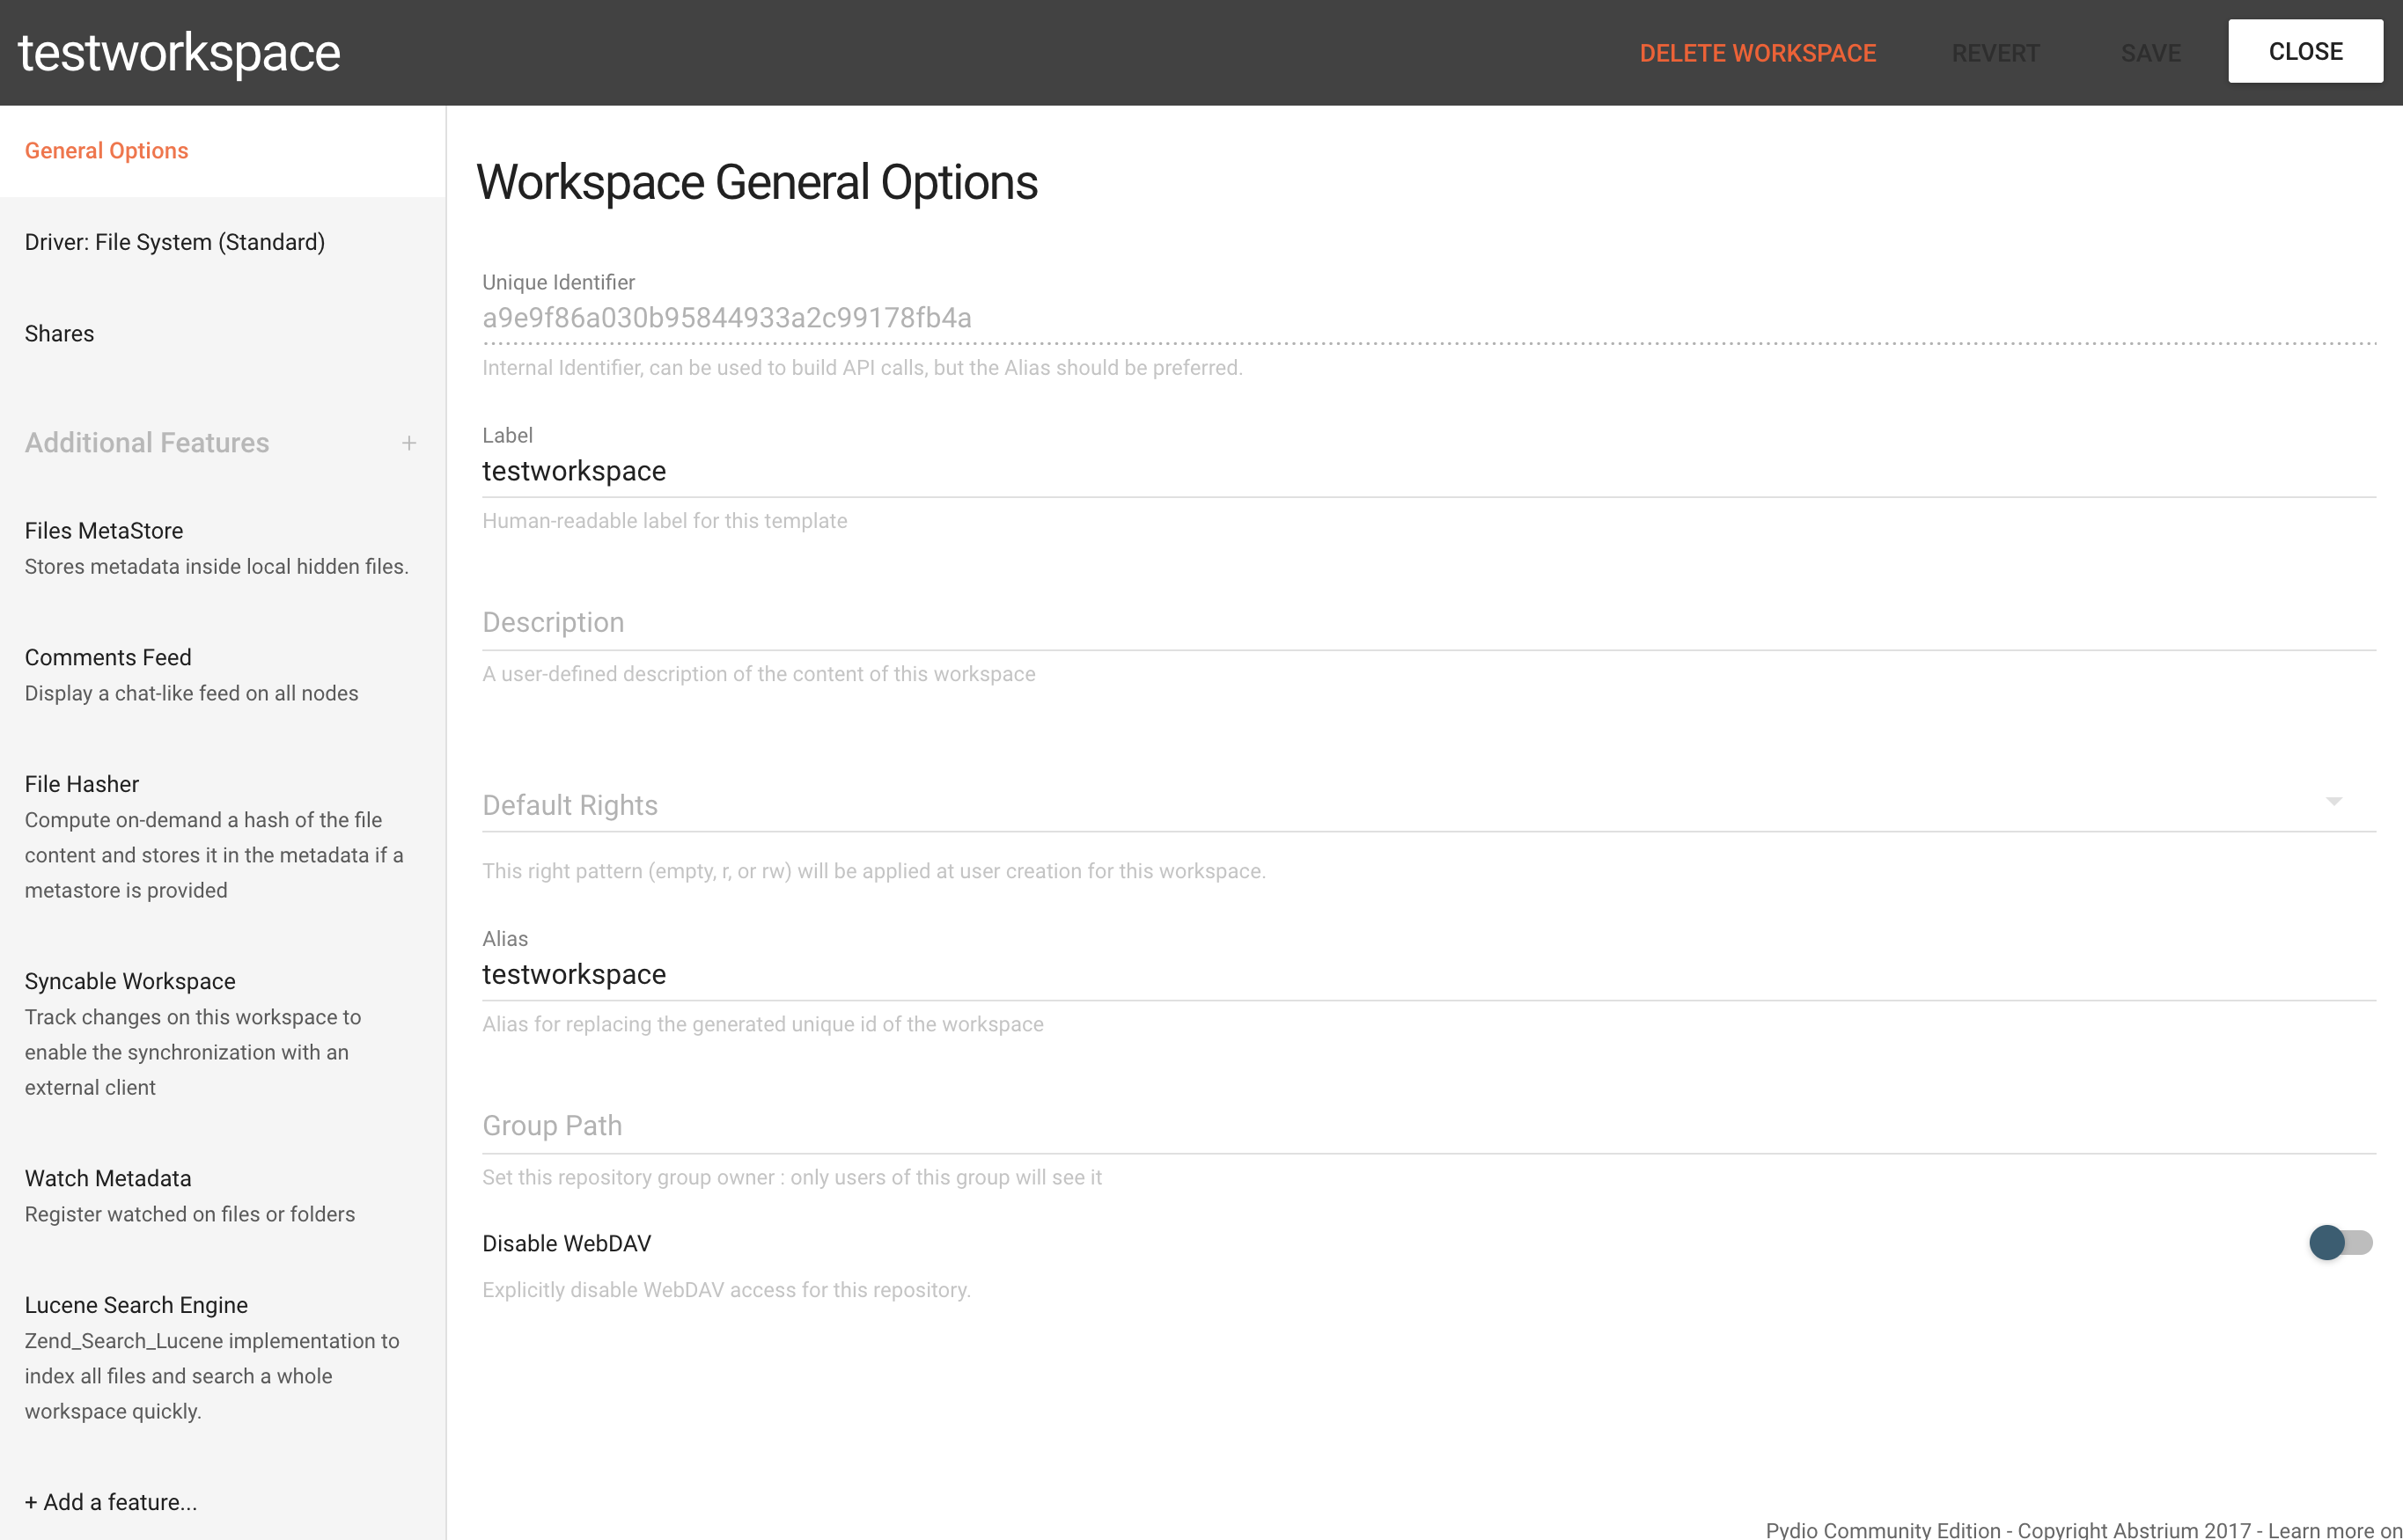 testworkspace
DELETE WORKSPACE
REVERT
SAVE
CLOSE
General Options
Driver: File System (Standard)
Shares
Additional Features +
Files MetaStore
Stores metadata inside local hidden files.
Comments Feed
Display a chat-like feed on all nodes
File Hasher
Compute on-demand a hash of the file
content and stores it in the metadata if a
metastore is provided
Syncable Workspace
Track changes on this workspace to
enable the synchronization with an
external client
Watch Metadata
Register watched on files or folders
Lucene Search Engine
Zend_Search_Lucene implementation to
index all files and search a whole
workspace quickly.
+ Add a feature...
Workspace General Options
Unique Identifier
a9e9f86a030b95844933a2c99178fb4a
Internal Identifier, can be used to build API calls, but the Alias should be preferred.
Label
testworkspace
Human-readable label for this template
Description
A user-defined description of the content of this workspace
Default Rights
This right pattern (empty, r, or rw) will be applied at user creation for this workspace.
Alias
testworkspace
Alias for replacing the generated unique id of the workspace
Group Path
Set this repository group owner : only users of this group will see it
Disable WebDAV
Explicitly disable WebDAV access for this repository.
Pydio Community Edition - Copyright Abstrium 2017 - Learn more on